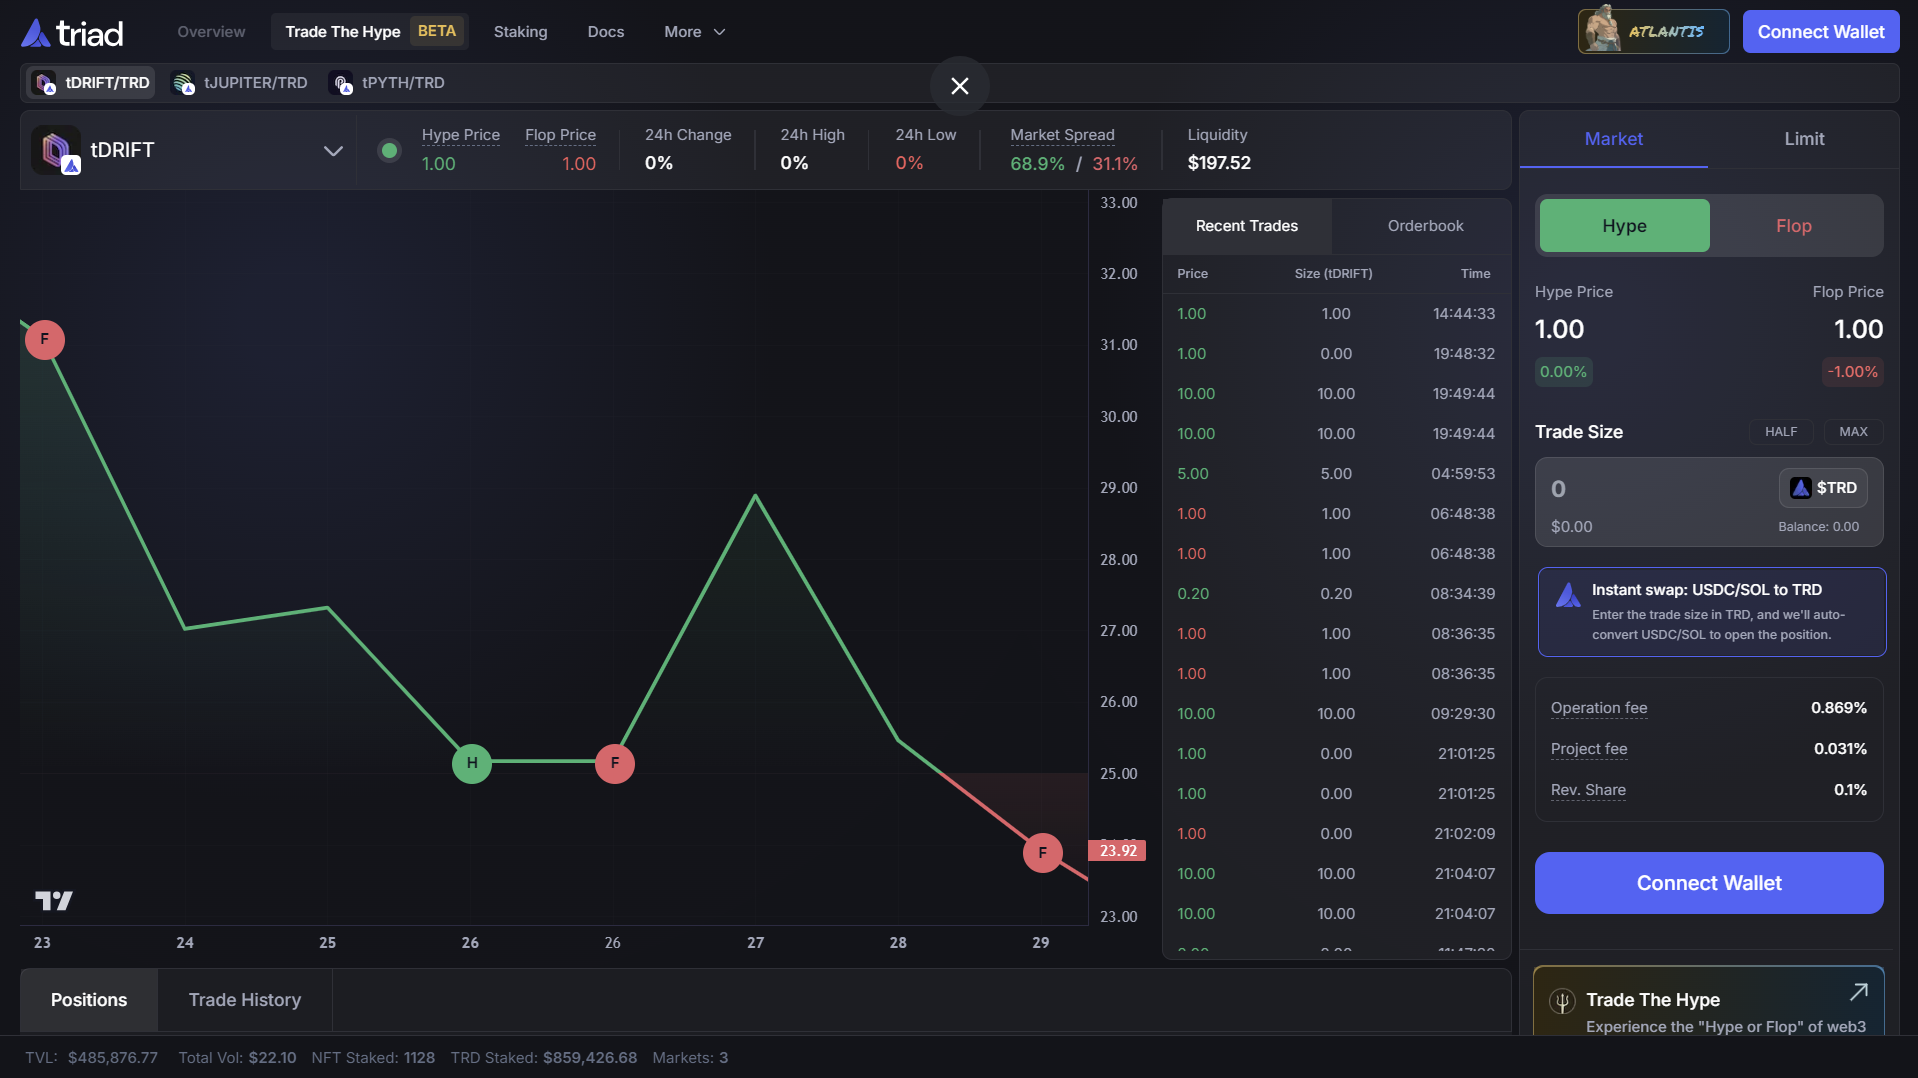 triad
Overview
Trade The Hype BETA
Staking
Docs
More
ATLANTIS
Connect Wallet
tDRIFT/TRD
tJUPITER/TRD
tPYTH/TRD
tDRIFT
Hype Price Flop Price 24h Change 24h High 24h Low Market Spread Liquidity
1.00 1.00 0% 0% 0% 68.9% / 31.1% $197.52
Market Limit
33.00
32.00
31.00
30.00
29.00
28.00
27.00
26.00
25.00
23.92
23.00
F
H
F
F
23 24 25 26 26 27 28 29
Recent Trades Orderbook
Price Size (tDRIFT) Time
1.00 1.00 14:44:33
1.00 0.00 19:48:32
10.00 10.00 19:49:44
10.00 10.00 19:49:44
5.00 5.00 04:59:53
1.00 1.00 06:48:38
1.00 1.00 06:48:38
0.20 0.20 08:34:39
1.00 1.00 08:36:35
1.00 1.00 08:36:35
10.00 10.00 09:29:30
1.00 0.00 21:01:25
1.00 0.00 21:01:25
1.00 0.00 21:02:09
10.00 10.00 21:04:07
10.00 10.00 21:04:07
Hype Flop
Hype Price Flop Price
1.00 1.00
0.00% -1.00%
Trade Size HALF MAX
0 $TRD
$0.00 Balance: 0.00
Instant swap: USDC/SOL to TRD
Enter the trade size in TRD, and we'll auto-
convert USDC/SOL to open the position.
Operation fee 0.869%
Project fee 0.031%
Rev. Share 0.1%
Connect Wallet
Trade The Hype
Experience the "Hype or Flop" of web3
Positions Trade History
TVL: $485,876.77 Total Vol: $22.10 NFT Staked: 1128 TRD Staked: $859,426.68 Markets: 3